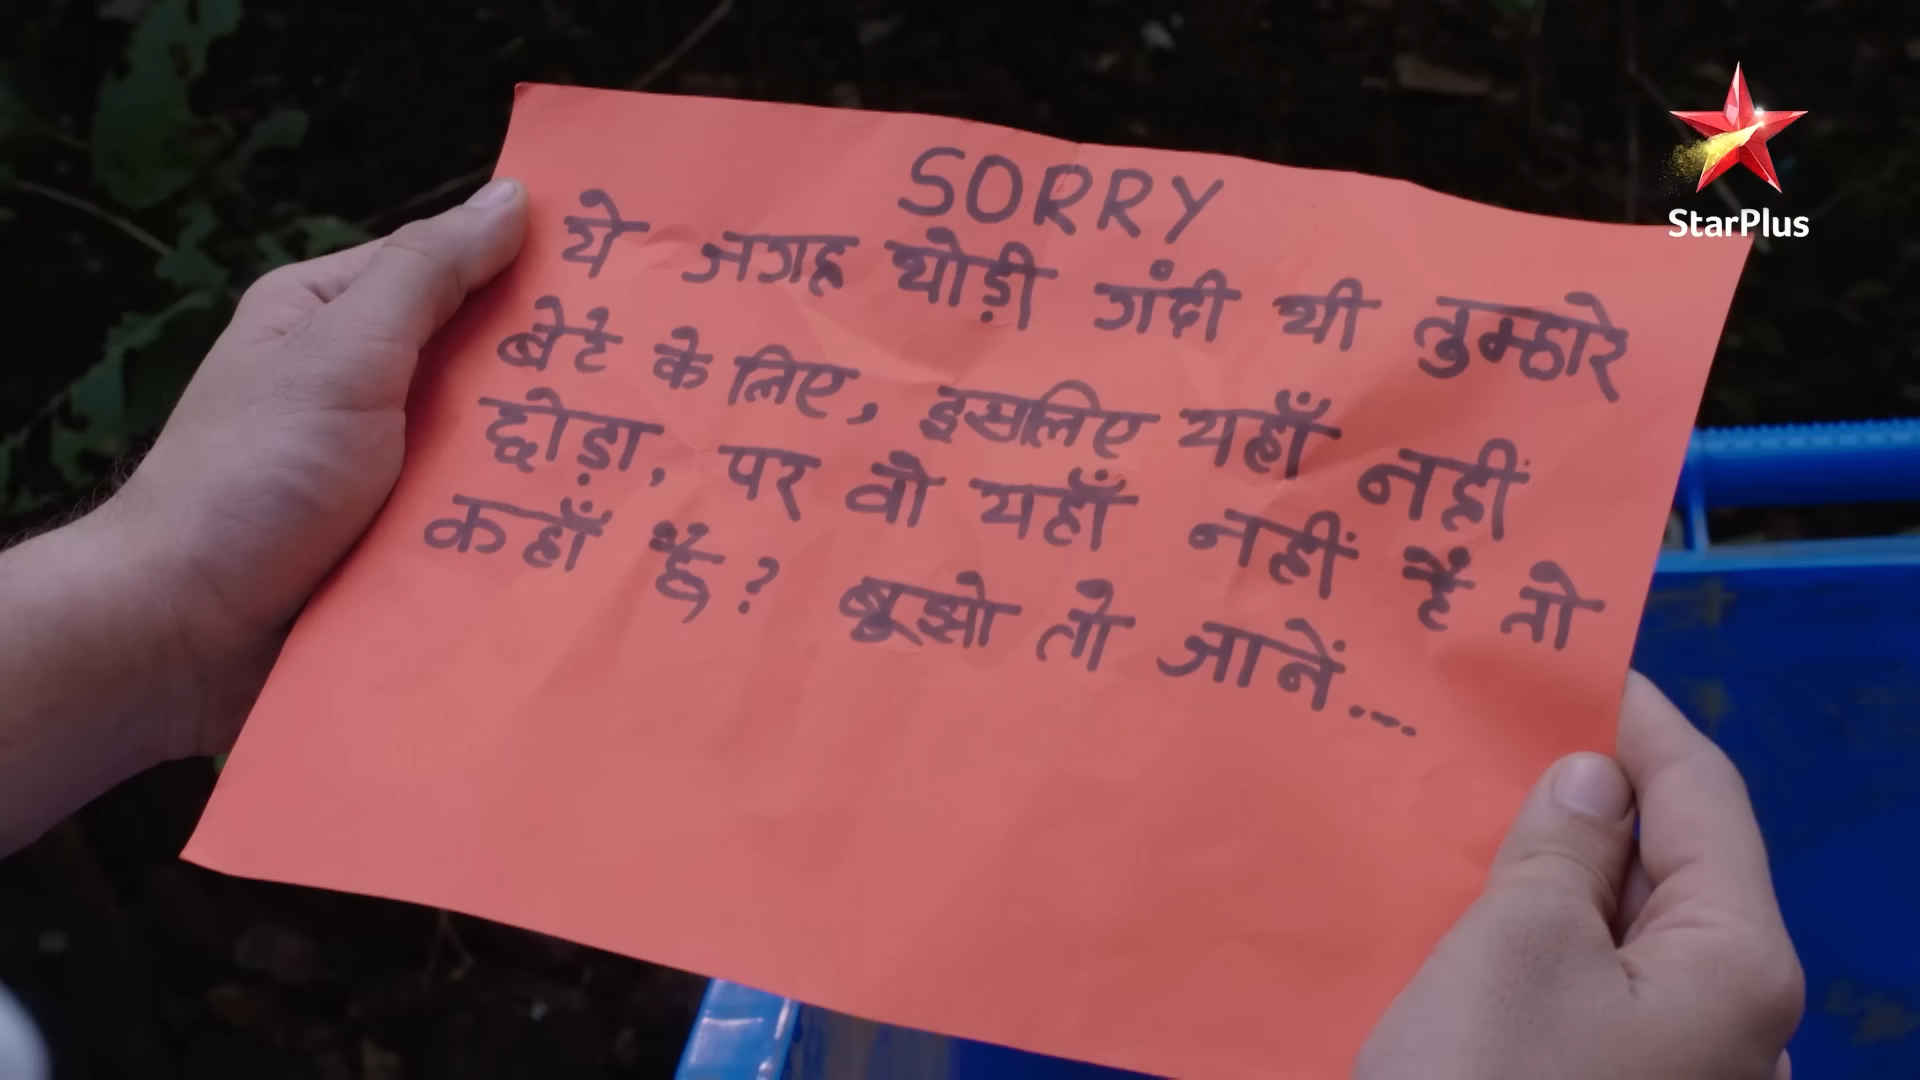 SORRY
ये जगह थोड़ी गंदी थी तुम्हारे
बेटे के लिए, इसलिए यहाँ नहीं
छोड़ा, पर वो यहाँ नहीं है तो
कहाँ है? बूझो तो जानें...
StarPlus